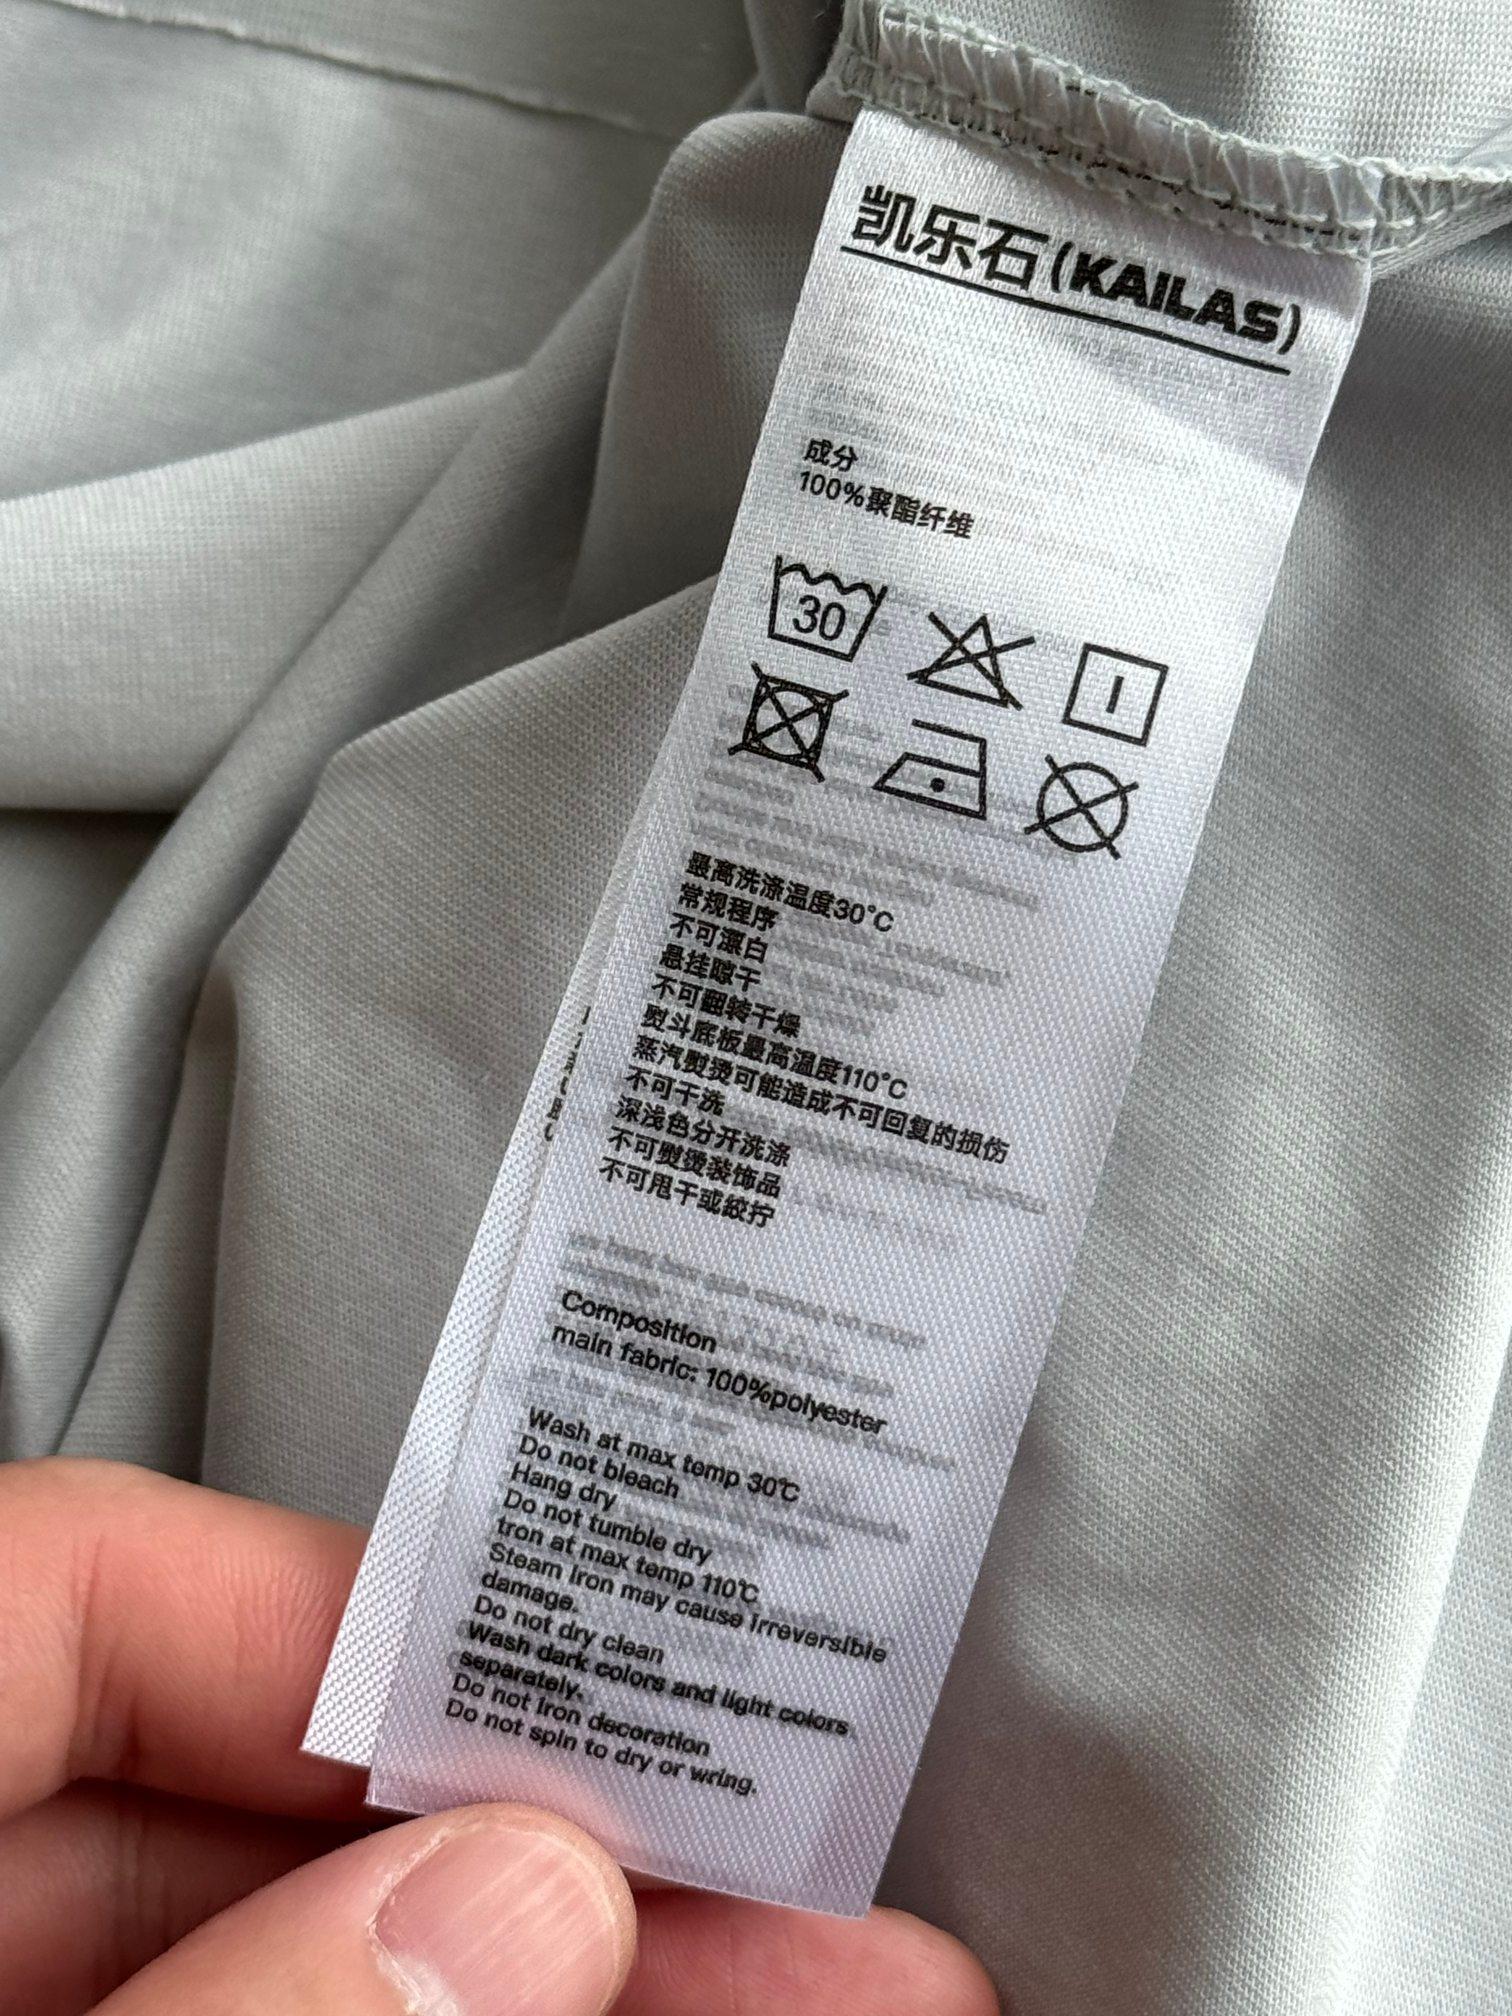 凯乐石(KAILAS)
成分
100%聚酯纤维
30
最高洗涤温度30°C
常规程序
不可漂白
悬挂晾干
不可翻转干燥
熨斗底板最高温度110°C
蒸汽熨烫可能造成不可回复的损伤
不可干洗
深浅色分开洗涤
不可熨烫装饰品
不可甩干或绞拧
Composition
main fabric: 100%polyester
Wash at max temp 30℃
Do not bleach
Hang dry
Do not tumble dry
Iron at max temp 110℃
Steam iron may cause irreversible
damage.
Do not dry clean
Wash dark colors and light colors
separately.
Do not iron decoration
Do not spin to dry or wring.